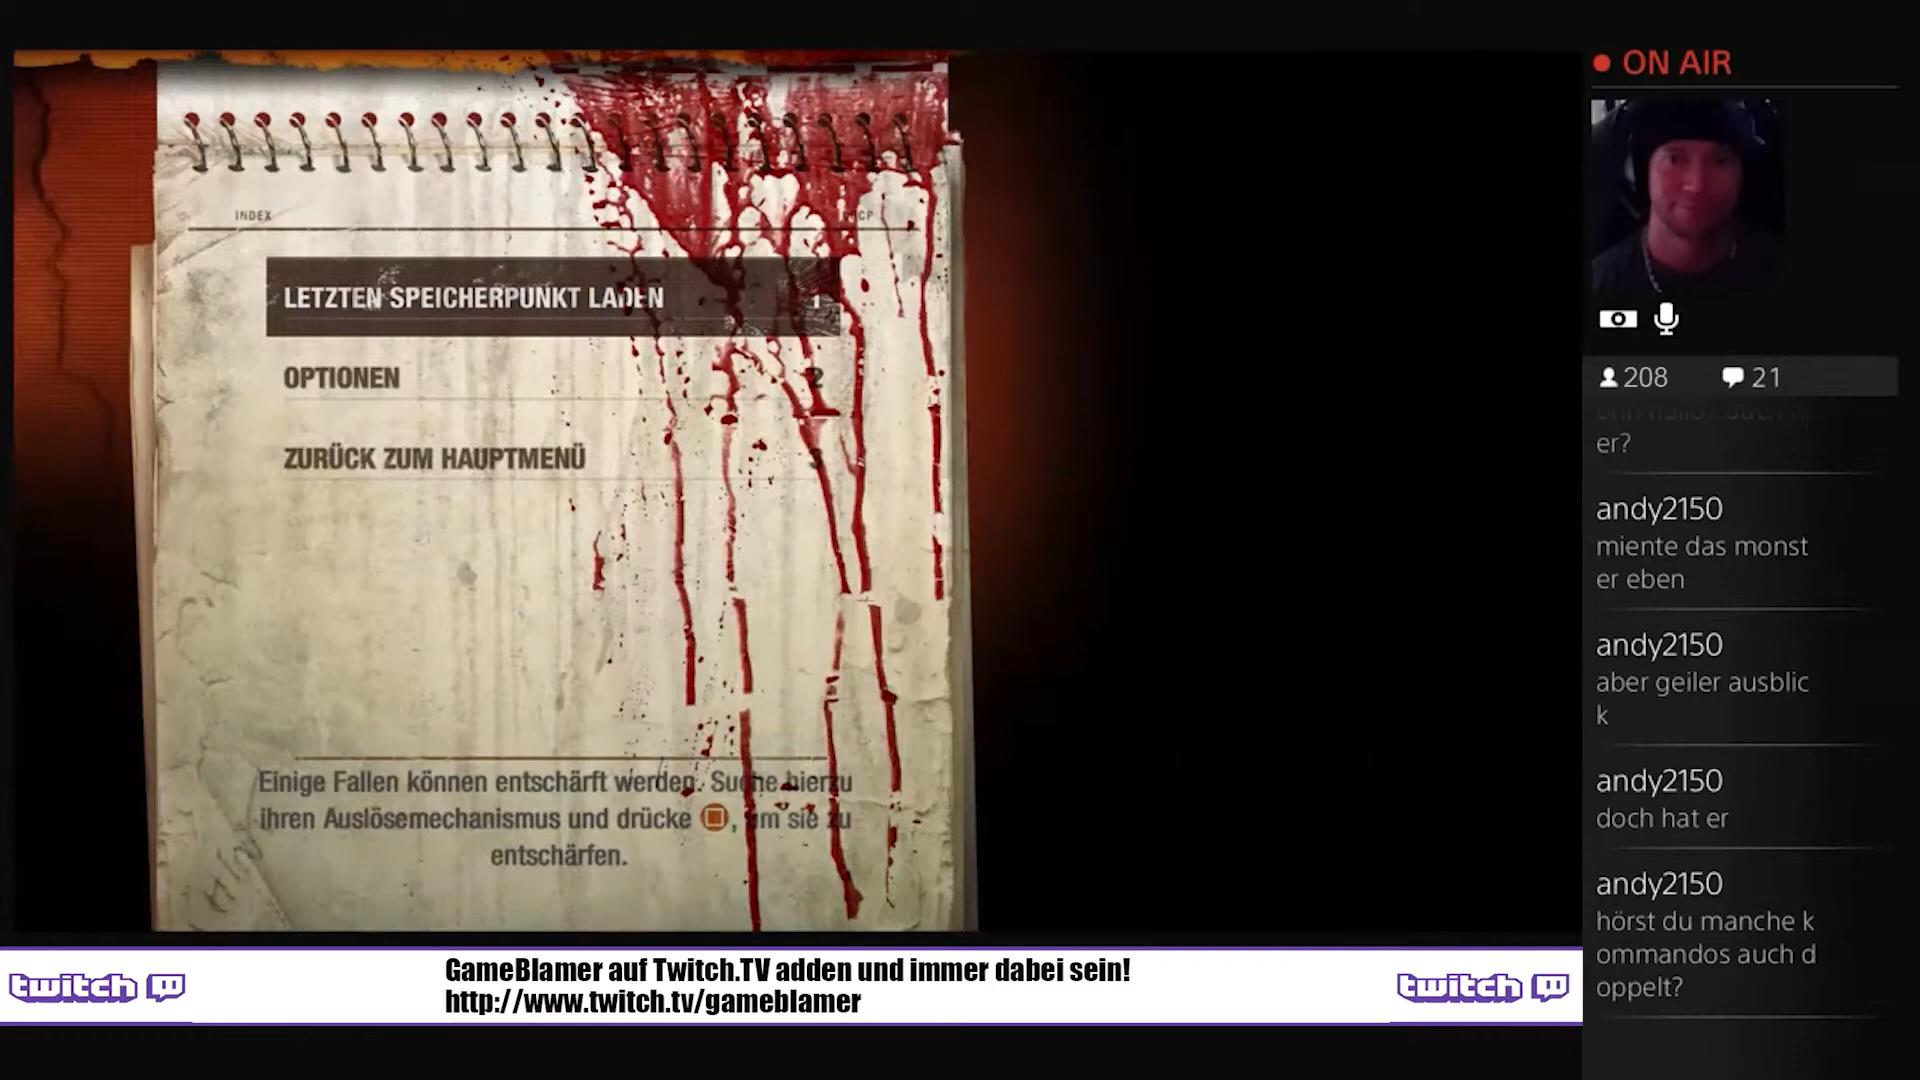 INDEX
CP
LETZTEN SPEICHERPUNKT LADEN 1
OPTIONEN 2
ZURÜCK ZUM HAUPTMENÜ 3
Einige Fallen können entschärft werden. Suche hierzu
ihren Auslösemechanismus und drücke , um sie zu
entschärfen.
twitch
GameBlamer auf Twitch.TV adden und immer dabei sein!
http://www.twitch.tv/gameblamer
twitch
ON AIR
208 21
er?
andy2150
miente das monst
er eben
andy2150
aber geiler ausblic
k
andy2150
doch hat er
andy2150
hörst du manche k
ommandos auch d
oppelt?